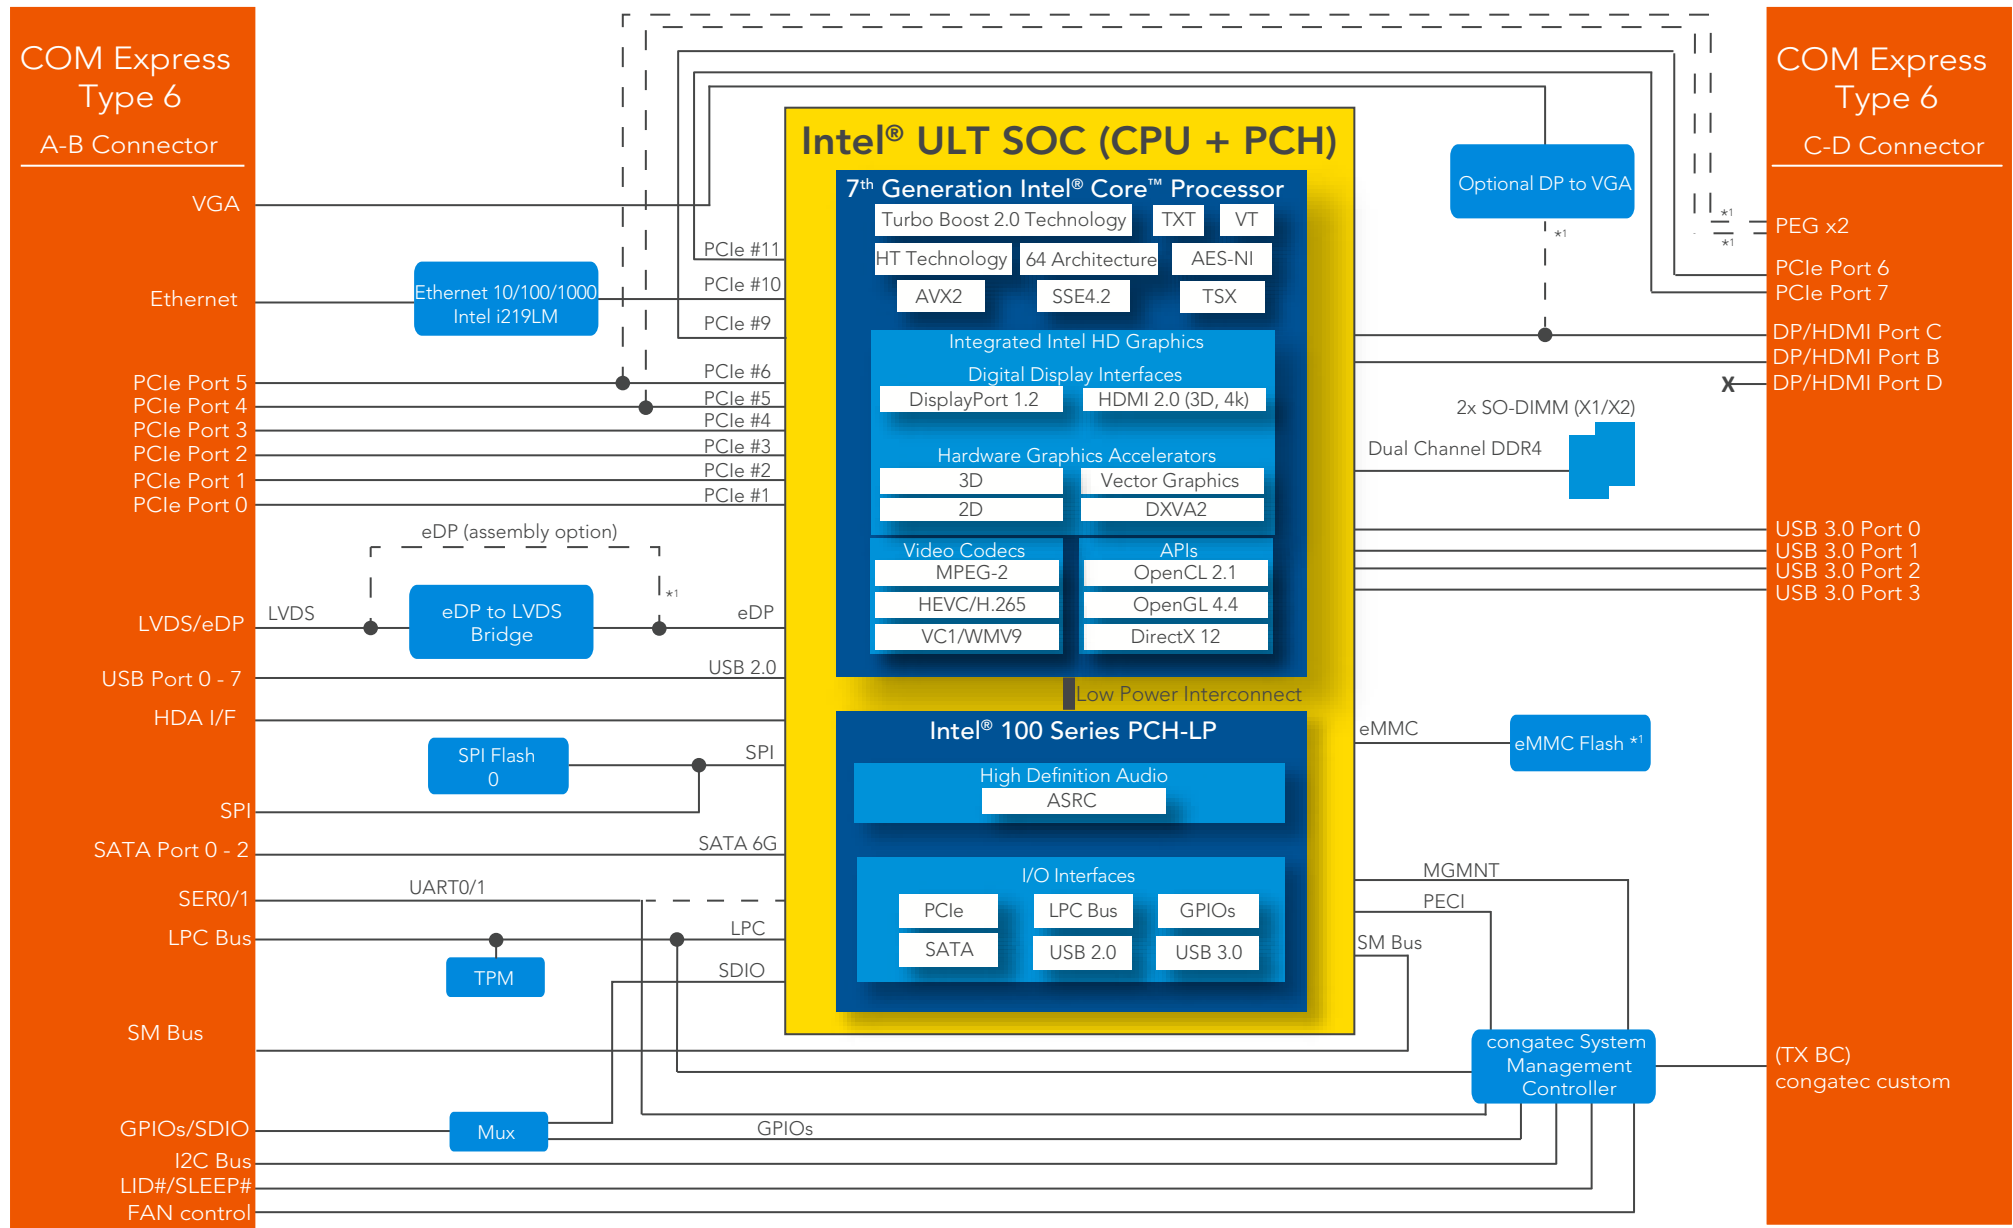 COM Express
Type 6
A-B Connector
VGA
Ethernet
PCIe Port 5
PCIe Port 4
PCIe Port 3
PCIe Port 2
PCIe Port 1
PCIe Port 0
LVDS/eDP
USB Port 0 - 7
HDA I/F
SPI
SATA Port 0 - 2
SER0/1
LPC Bus
SM Bus
GPIOs/SDIO
I2C Bus
LID#/SLEEP#
FAN control
Ethernet 10/100/1000
Intel i219LM
eDP (assembly option)
LVDS
eDP to LVDS
Bridge
*1
SPI Flash
0
UART0/1
TPM
Mux
GPIOs
PCIe #11
PCIe #10
PCIe #9
PCIe #6
PCIe #5
PCIe #4
PCIe #3
PCIe #2
PCIe #1
eDP
USB 2.0
SPI
SATA 6G
LPC
SDIO
Intel® ULT SOC (CPU + PCH)
7th Generation Intel® Core™ Processor
Turbo Boost 2.0 Technology TXT VT
HT Technology 64 Architecture AES-NI
AVX2 SSE4.2 TSX
Integrated Intel HD Graphics
Digital Display Interfaces
DisplayPort 1.2 HDMI 2.0 (3D, 4k)
Hardware Graphics Accelerators
3D Vector Graphics
2D DXVA2
Video Codecs APIs
MPEG-2 OpenCL 2.1
HEVC/H.265 OpenGL 4.4
VC1/WMV9 DirectX 12
Low Power Interconnect
Intel® 100 Series PCH-LP
High Definition Audio
ASRC
I/O Interfaces
PCIe LPC Bus GPIOs
SATA USB 2.0 USB 3.0
Optional DP to VGA
*1
*1
*1
X
2x SO-DIMM (X1/X2)
Dual Channel DDR4
eMMC
eMMC Flash *1
MGMNT
PECI
SM Bus
congatec System
Management
Controller
COM Express
Type 6
C-D Connector
PEG x2
PCIe Port 6
PCIe Port 7
DP/HDMI Port C
DP/HDMI Port B
DP/HDMI Port D
USB 3.0 Port 0
USB 3.0 Port 1
USB 3.0 Port 2
USB 3.0 Port 3
(TX BC)
congatec custom